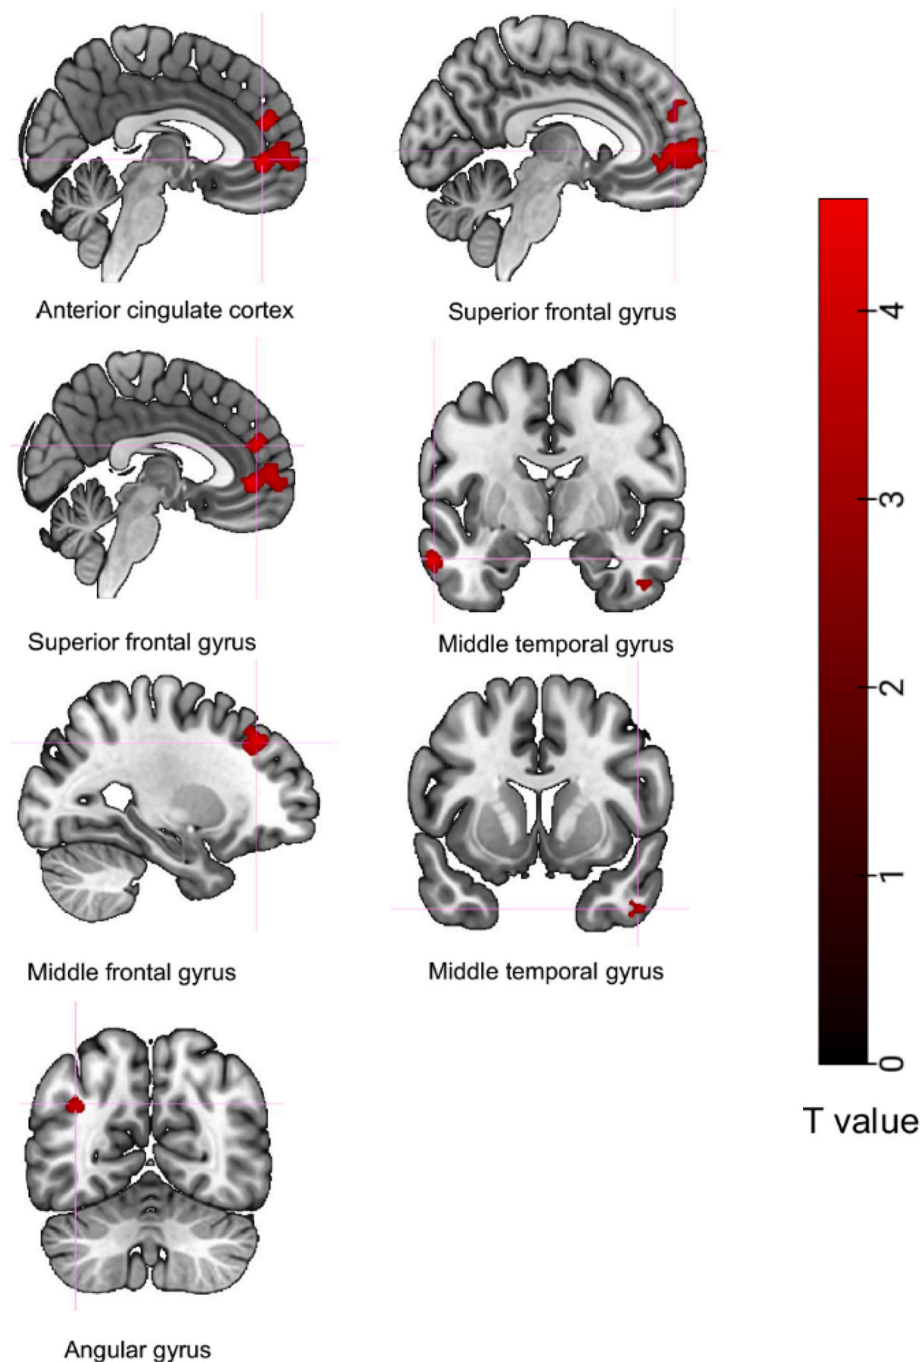 Anterior cingulate cortex
Superior frontal gyrus
Superior frontal gyrus
Middle temporal gyrus
Middle frontal gyrus
Middle temporal gyrus
Angular gyrus
4
3
2
1
0
T value